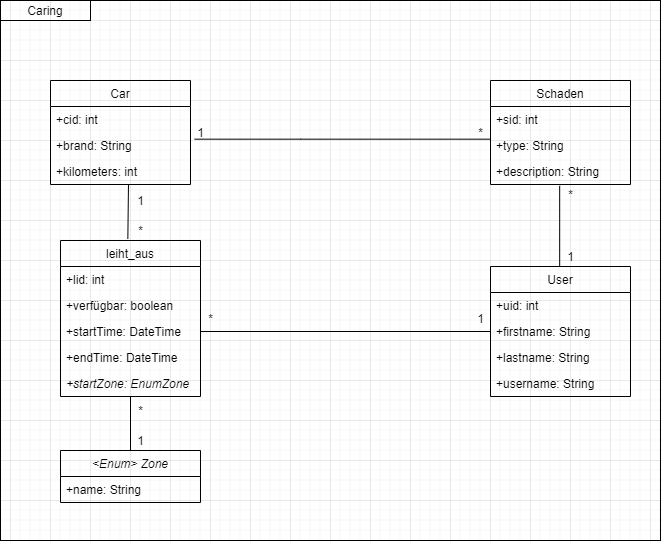 Caring
Car
+cid: int
+brand: String
+kilometers: int
Schaden
+sid: int
+type: String
+description: String
1
*
1
*
*
1
leiht_aus
+lid: int
+verfügbar: boolean
+startTime: DateTime
+endTime: DateTime
+startZone: EnumZone
User
+uid: int
+firstname: String
+lastname: String
+username: String
*
1
*
1
<Enum> Zone
+name: String